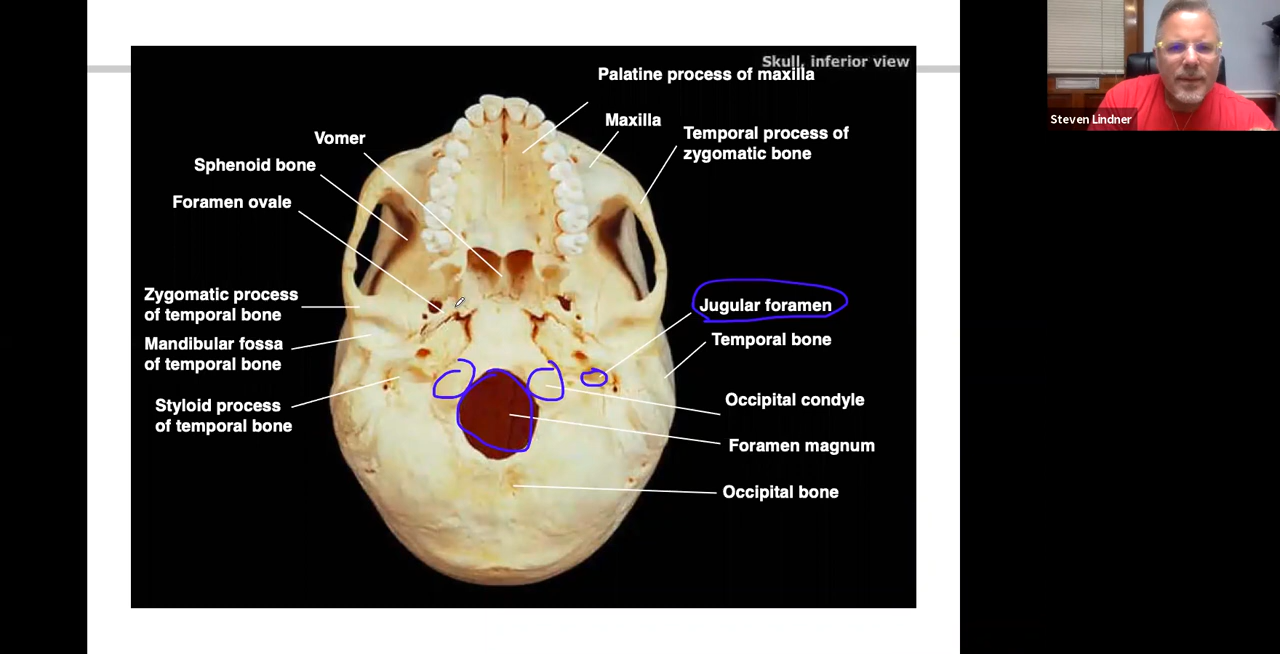 Skull, inferior view
Palatine process of maxilla
Maxilla
Temporal process of
zygomatic bone
Vomer
Sphenoid bone
Foramen ovale
Zygomatic process
of temporal bone
Mandibular fossa
of temporal bone
Styloid process
of temporal bone
Jugular foramen
Temporal bone
Occipital condyle
Foramen magnum
Occipital bone
Steven Lindner